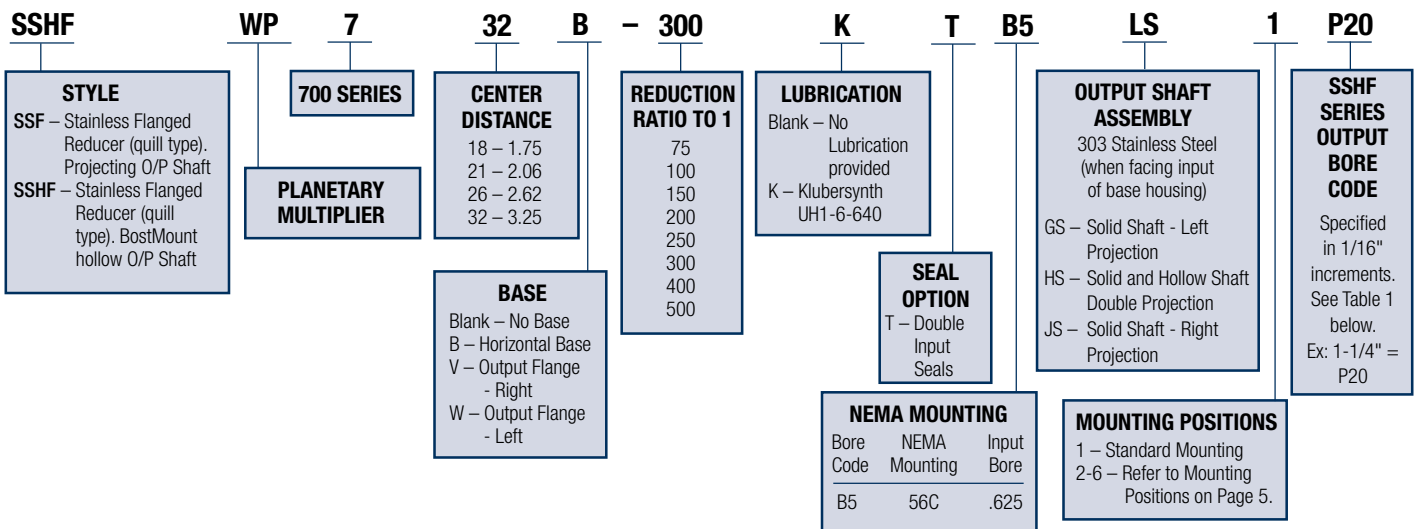 SSHF WP 7 32 B – 300 K T B5 LS 1 P20
STYLE
SSF – Stainless Flanged
Reducer (quill type).
Projecting O/P Shaft
SSHF – Stainless Flanged
Reducer (quill
type). BostMount
hollow O/P Shaft
PLANETARY
MULTIPLIER
700 SERIES
CENTER
DISTANCE
18 – 1.75
21 – 2.06
26 – 2.62
32 – 3.25
BASE
Blank – No Base
B – Horizontal Base
V – Output Flange
- Right
W – Output Flange
- Left
REDUCTION
RATIO TO 1
75
100
150
200
250
300
400
500
LUBRICATION
Blank – No
Lubrication
provided
K – Klubersynth
UH1-6-640
SEAL
OPTION
T – Double
Input
Seals
NEMA MOUNTING
Bore NEMA Input
Code Mounting Bore
B5 56C .625
OUTPUT SHAFT
ASSEMBLY
303 Stainless Steel
(when facing input
of base housing)
GS – Solid Shaft - Left
Projection
HS – Solid and Hollow Shaft
Double Projection
JS – Solid Shaft - Right
Projection
MOUNTING POSITIONS
1 – Standard Mounting
2-6 – Refer to Mounting
Positions on Page 5.
SSHF
SERIES
OUTPUT
BORE
CODE
Specified
in 1/16"
increments.
See Table 1
below.
Ex: 1-1/4" =
P20